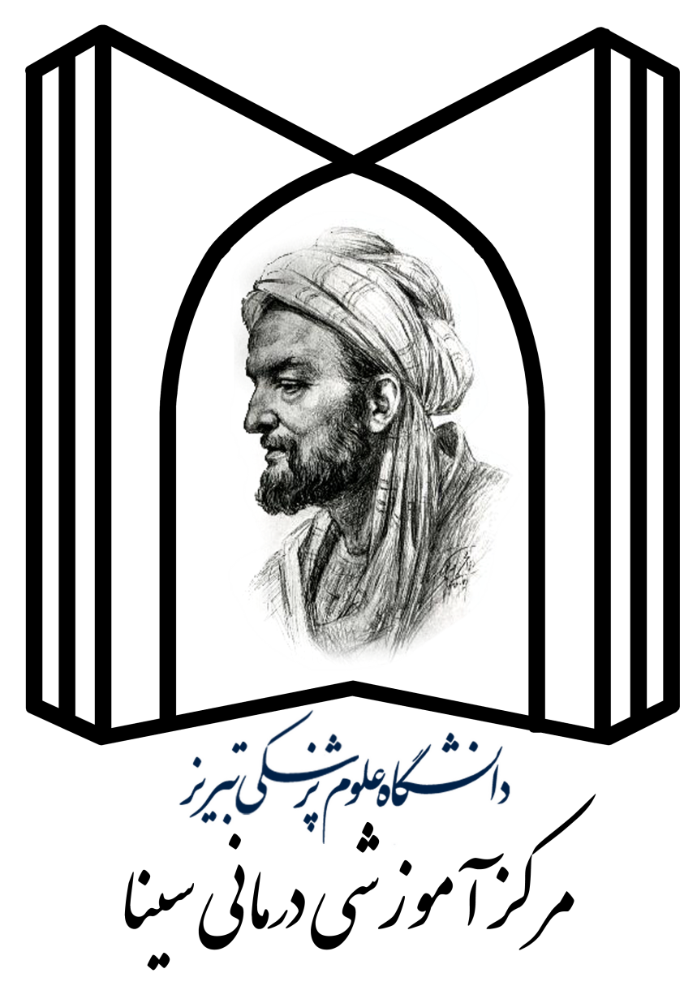 دانشگاه علوم پزشکی تبریز
مرکز آموزشی درمانی سینا